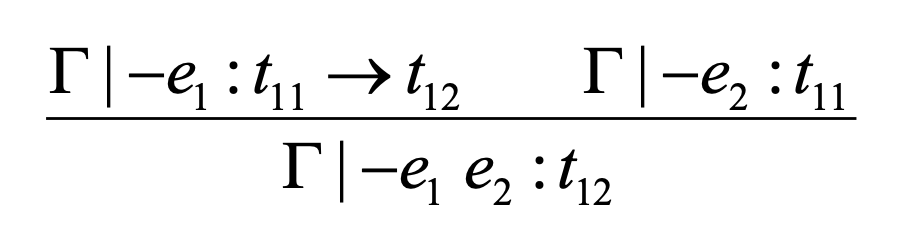 Γ |−e₁ : t₁₁ → t₁₂ Γ |−e₂ : t₁₁
Γ |−e₁ e₂ : t₁₂